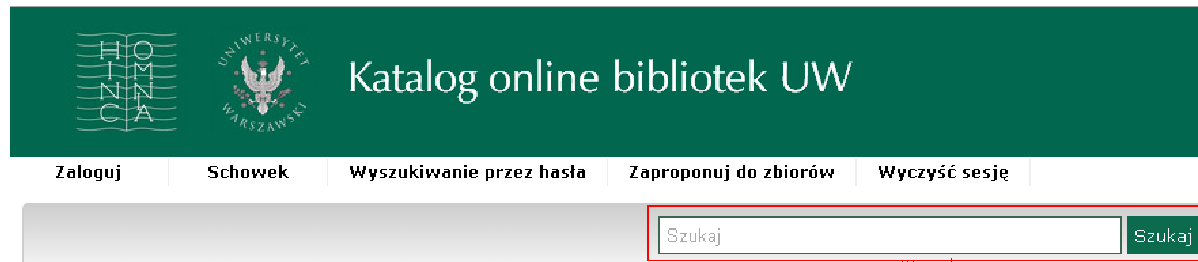 HINC
OMNIA
UNIWERSYTET
WARSZAWSKI
Katalog online bibliotek UW
Zaloguj Schowek Wyszukiwanie przez hasła Zaproponuj do zbiorów Wyczyść sesję
Szukaj Szukaj